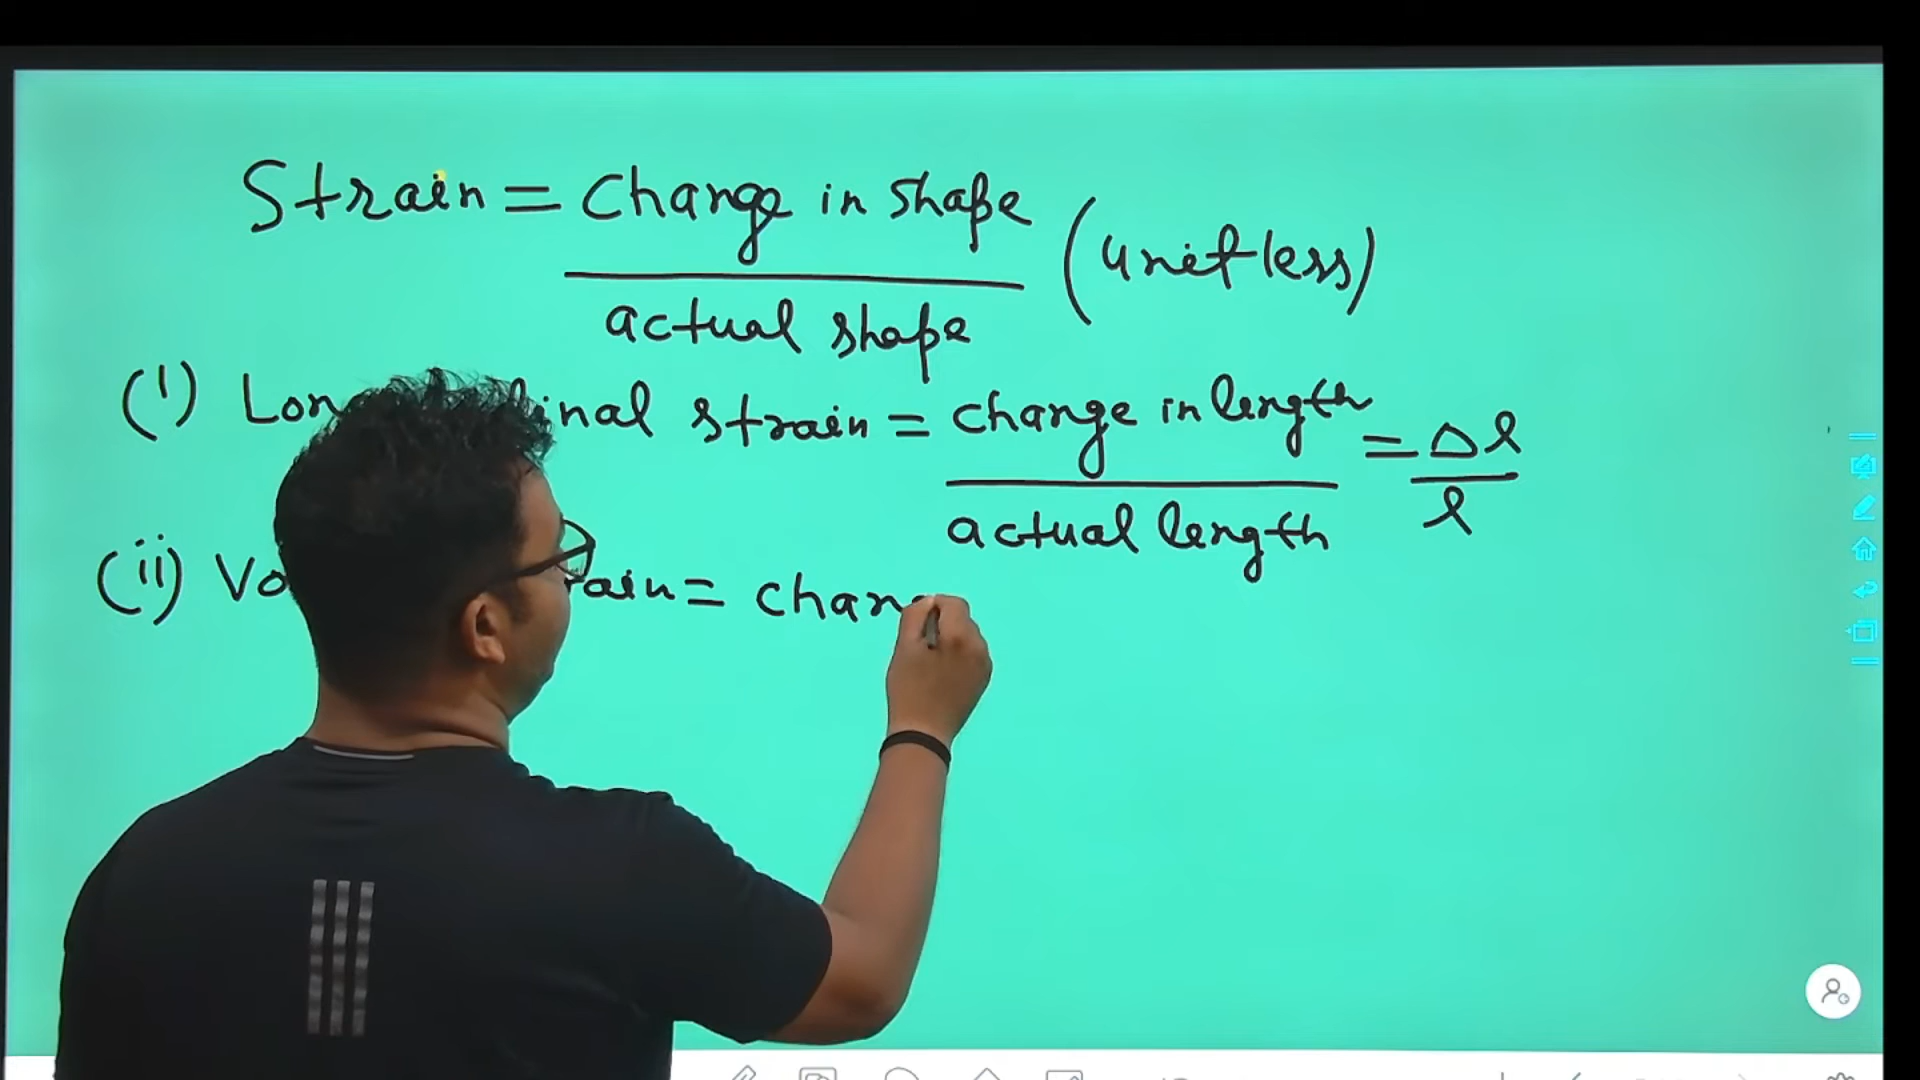 Strain = Change in shape
(unitless)
actual shape
(i) Lon inal strain = change in length = Δl
actual length l
(ii) Vo rain = chan